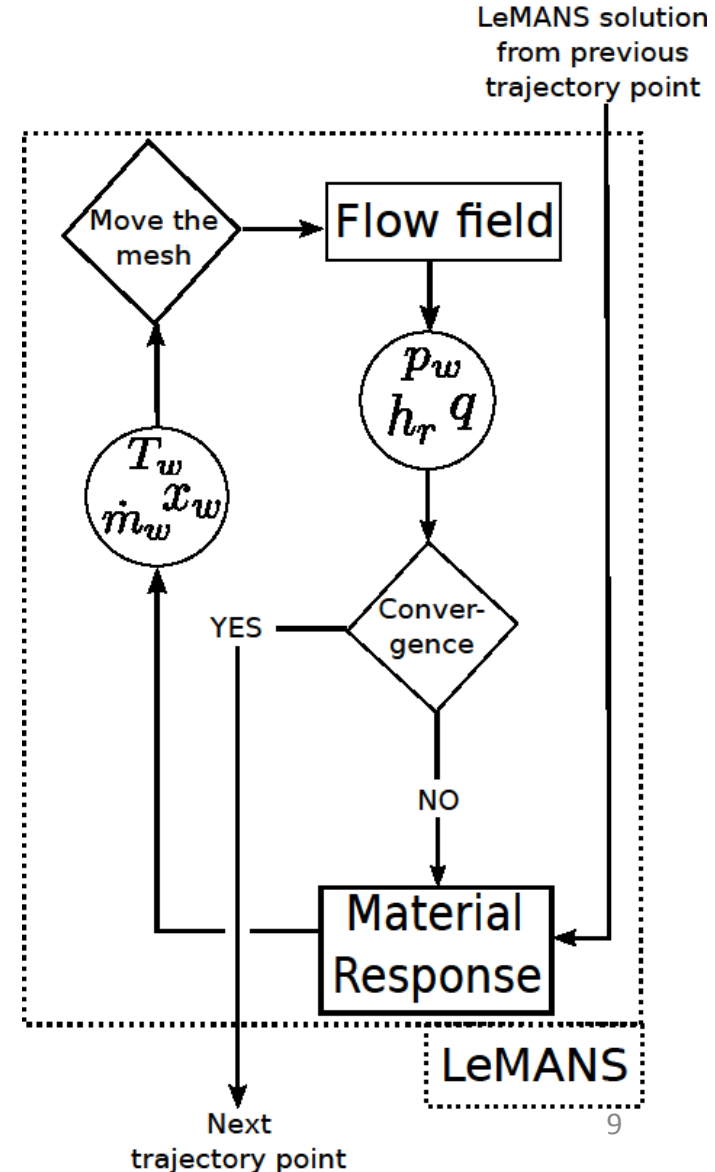 LeMANS solution
from previous
trajectory point
Move the
mesh
Flow field
p_w
h_r q
T_w
ṁ_w x_w
Conver-
gence
YES
NO
Material
Response
LeMANS
9
Next
trajectory point